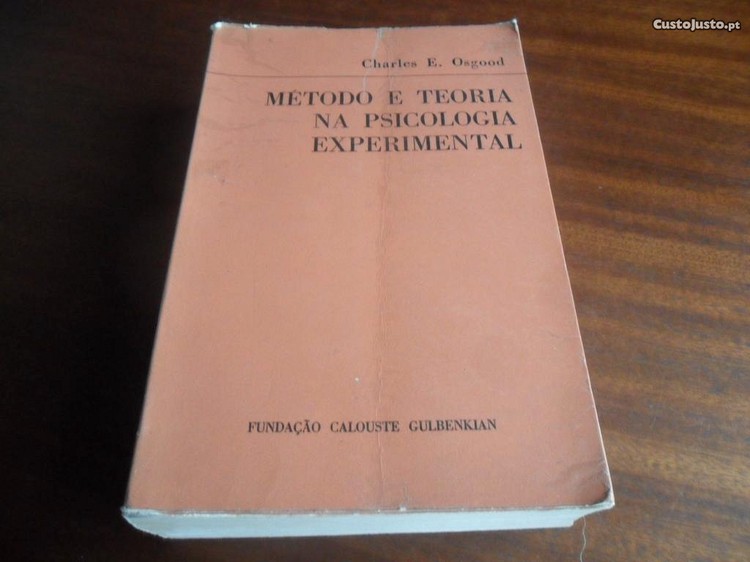 CustoJusto.pt
Charles E. Osgood
MÉTODO E TEORIA
NA PSICOLOGIA
EXPERIMENTAL
FUNDAÇÃO CALOUSTE GULBENKIAN